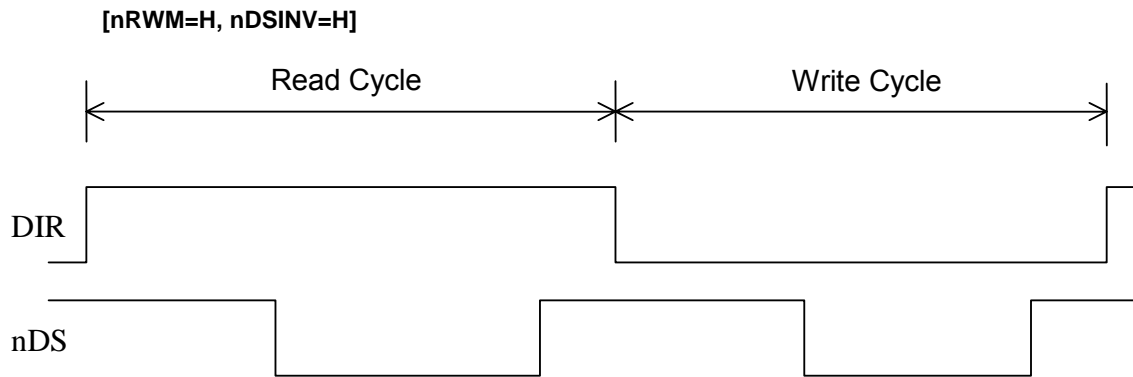 [nRWM=H, nDSINV=H]
Read Cycle Write Cycle
DIR
nDS